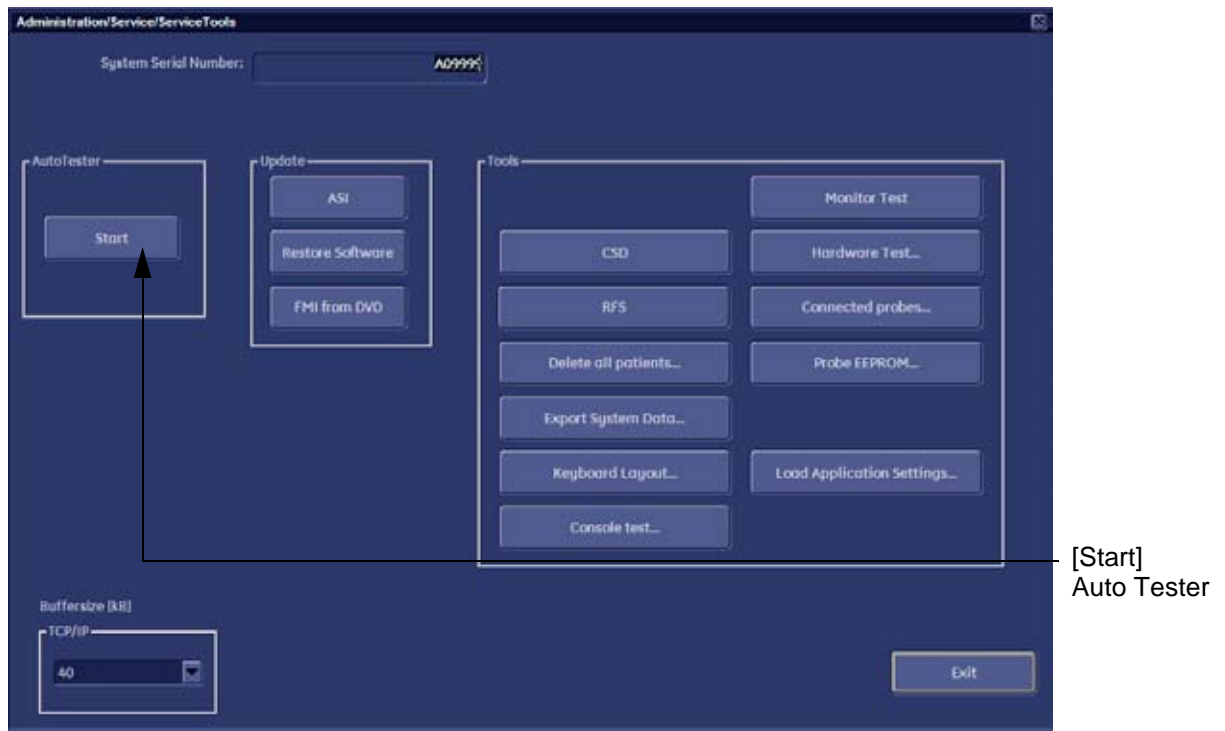 Administration/Service/ServiceTools
System Serial Number: A09999
AutoTester
Start
Update
ASI
Restore Software
FMI from DVD
Tools
Monitor Test
CSD
Hardware Test...
RFS
Connected probes...
Delete all patients...
Probe EEPROM...
Export System Data...
Keyboard Layout...
Load Application Settings...
Console test...
[Start]
Auto Tester
Buffersize [kB]
TCP/IP
40
Exit